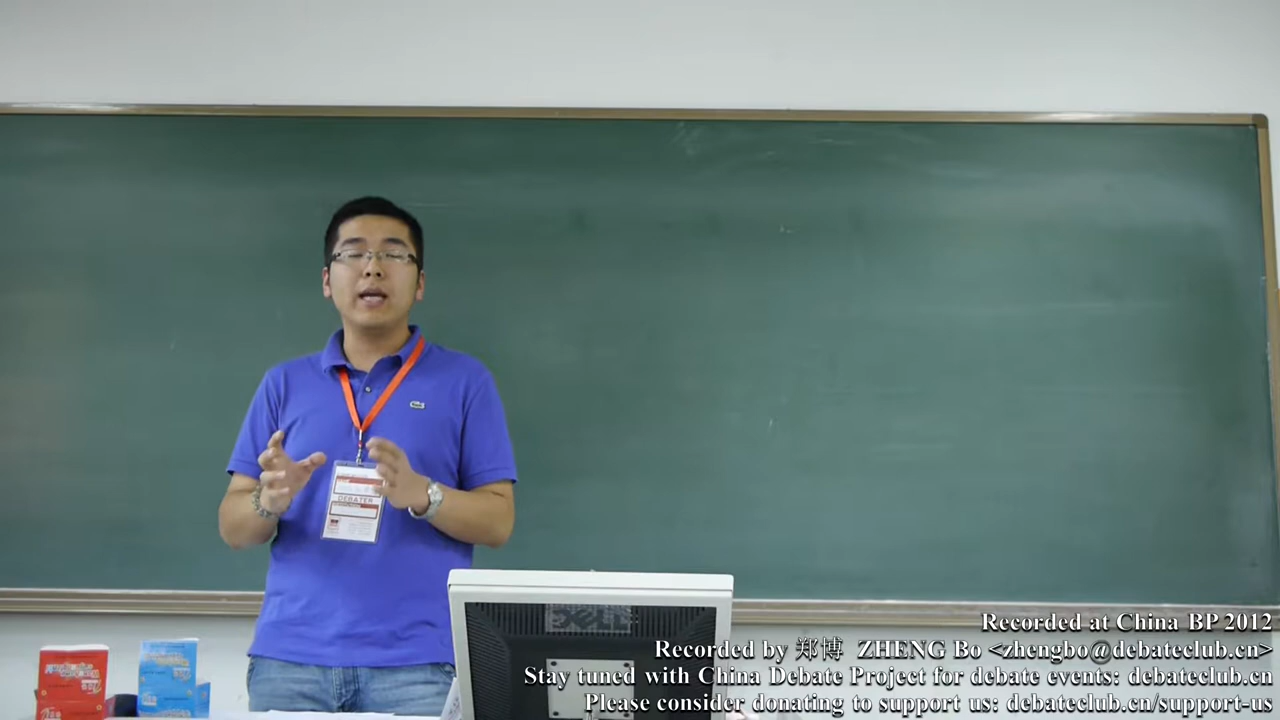 DEBATER
DELL
Recorded at China BP 2012
Recorded by 郑博 ZHENG Bo <zhengbo@debateclub.cn>
Stay tuned with China Debate Project for debate events: debateclub.cn
Please consider donating to support us: debateclub.cn/support-us